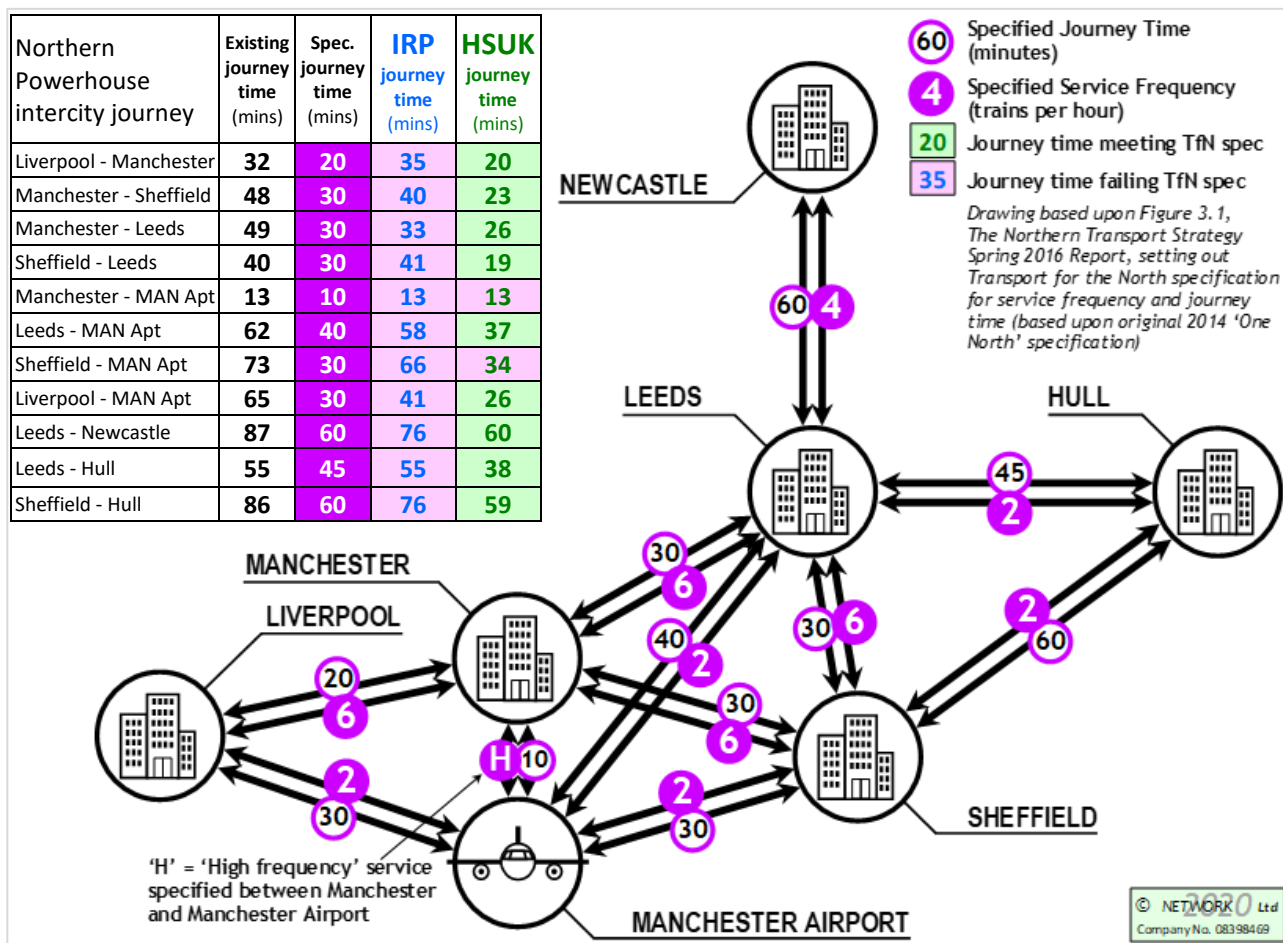 Northern
Powerhouse
intercity journey
Existing
journey
time
(mins)
Spec.
journey
time
(mins)
IRP
journey
time
(mins)
HSUK
journey
time
(mins)
Liverpool - Manchester 32 20 35 20
Manchester - Sheffield 48 30 40 23
Manchester - Leeds 49 30 33 26
Sheffield - Leeds 40 30 41 19
Manchester - MAN Apt 13 10 13 13
Leeds - MAN Apt 62 40 58 37
Sheffield - MAN Apt 73 30 66 34
Liverpool - MAN Apt 65 30 41 26
Leeds - Newcastle 87 60 76 60
Leeds - Hull 55 45 55 38
Sheffield - Hull 86 60 76 59
60 Specified Journey Time
(minutes)
4 Specified Service Frequency
(trains per hour)
20 Journey time meeting TfN spec
35 Journey time failing TfN spec
Drawing based upon Figure 3.1,
The Northern Transport Strategy
Spring 2016 Report, setting out
Transport for the North specification
for service frequency and journey
time (based upon original 2014 'One
North' specification)
NEWCASTLE
60 4
LEEDS
HULL
45
2
MANCHESTER
30
6
LIVERPOOL
40
2
30 6
2
60
20
6
30
6
H 10
2
30
2
30
SHEFFIELD
'H' = 'High frequency' service
specified between Manchester
and Manchester Airport
MANCHESTER AIRPORT
© NETWORK 2020 Ltd
Company No. 08398469